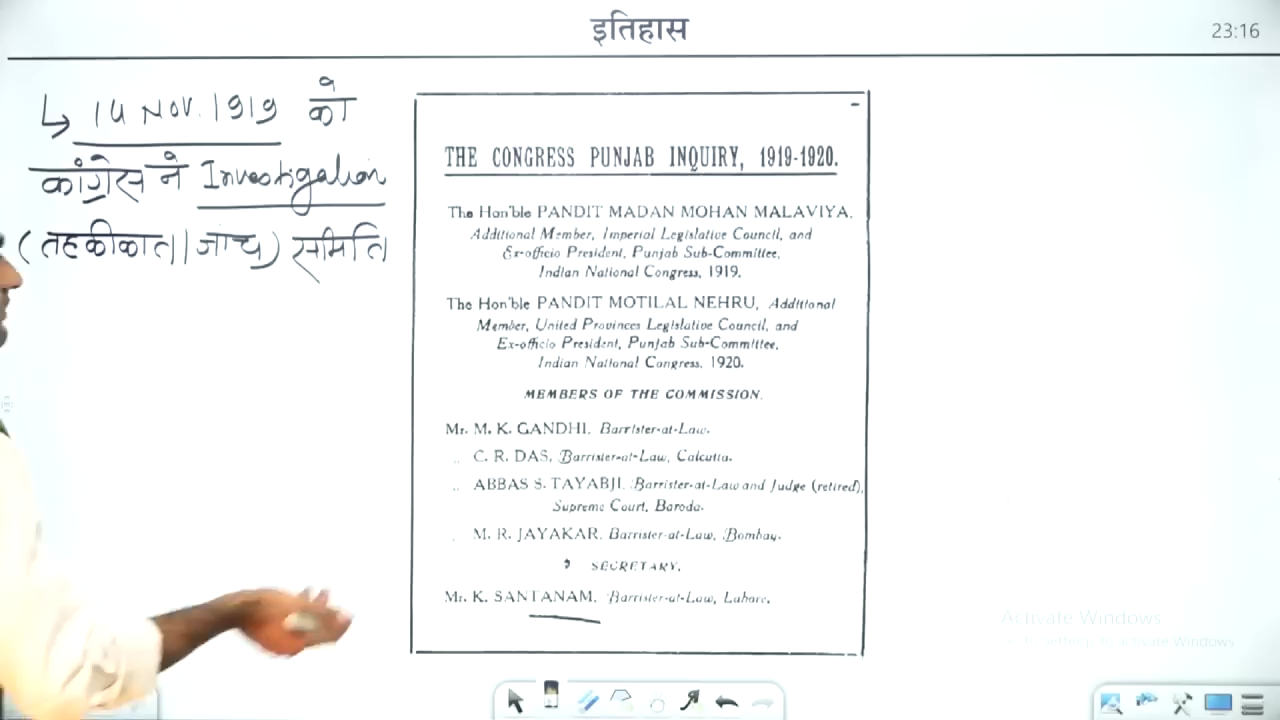 इतिहास
23:16
↳ 14 Nov. 1919 को
कांग्रेस ने Investigation
(तहकीकात || जांच) समिति
THE CONGRESS PUNJAB INQUIRY, 1919-1920.
The Hon'ble PANDIT MADAN MOHAN MALAVIYA,
Additional Member, Imperial Legislative Council, and
Ex-officio President, Punjab Sub-Committee,
Indian National Congress, 1919.
The Hon'ble PANDIT MOTILAL NEHRU, Additional
Member, United Provinces Legislative Council, and
Ex-officio President, Punjab Sub-Committee,
Indian National Congress, 1920.
MEMBERS OF THE COMMISSION.
Mr. M. K. GANDHI, Barrister-at-Law.
„ C. R. DAS, Barrister-at-Law, Calcutta.
„ ABBAS S. TAYABJI, Barrister-at-Law and Judge (retired),
Supreme Court, Baroda.
„ M. R. JAYAKAR, Barrister-at-Law, Bombay.
SECRETARY.
Mr. K. SANTANAM, Barrister-at-Law, Lahore.
Activate Windows
to activate Windows